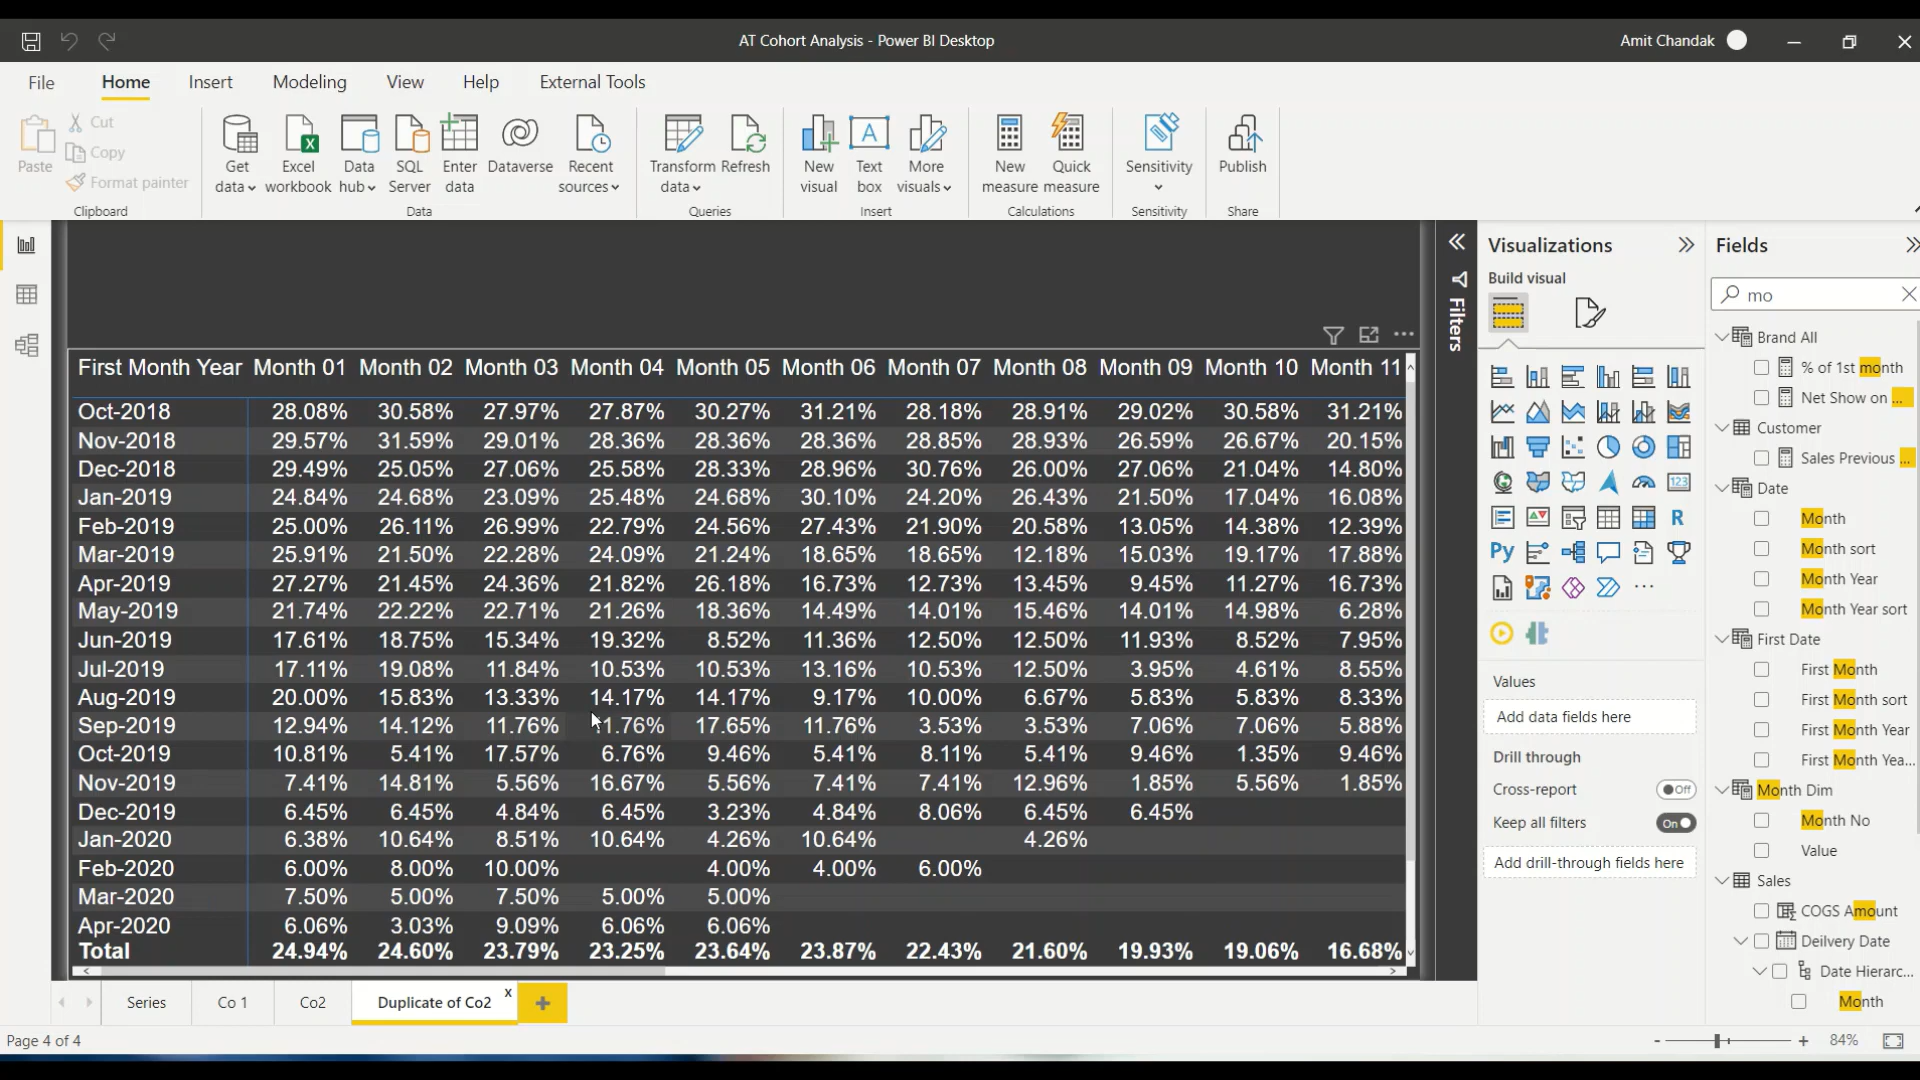 AT Cohort Analysis - Power BI Desktop
Amit Chandak
File Home Insert Modeling View Help External Tools
Paste
Cut
Copy
Format painter
Clipboard
Get data
Excel workbook
Data hub
SQL Server
Enter data
Dataverse
Recent sources
Data
Transform data
Refresh
Queries
New visual
Text box
More visuals
Insert
New measure
Quick measure
Calculations
Sensitivity
Sensitivity
Publish
Share
First Month Year Month 01 Month 02 Month 03 Month 04 Month 05 Month 06 Month 07 Month 08 Month 09 Month 10 Month 11
Oct-2018 28.08% 30.58% 27.97% 27.87% 30.27% 31.21% 28.18% 28.91% 29.02% 30.58% 31.21%
Nov-2018 29.57% 31.59% 29.01% 28.36% 28.36% 28.36% 28.85% 28.93% 26.59% 26.67% 20.15%
Dec-2018 29.49% 25.05% 27.06% 25.58% 28.33% 28.96% 30.76% 26.00% 27.06% 21.04% 14.80%
Jan-2019 24.84% 24.68% 23.09% 25.48% 24.68% 30.10% 24.20% 26.43% 21.50% 17.04% 16.08%
Feb-2019 25.00% 26.11% 26.99% 22.79% 24.56% 27.43% 21.90% 20.58% 13.05% 14.38% 12.39%
Mar-2019 25.91% 21.50% 22.28% 24.09% 21.24% 18.65% 18.65% 12.18% 15.03% 19.17% 17.88%
Apr-2019 27.27% 21.45% 24.36% 21.82% 26.18% 16.73% 12.73% 13.45% 9.45% 11.27% 16.73%
May-2019 21.74% 22.22% 22.71% 21.26% 18.36% 14.49% 14.01% 15.46% 14.01% 14.98% 6.28%
Jun-2019 17.61% 18.75% 15.34% 19.32% 8.52% 11.36% 12.50% 12.50% 11.93% 8.52% 7.95%
Jul-2019 17.11% 19.08% 11.84% 10.53% 10.53% 13.16% 10.53% 12.50% 3.95% 4.61% 8.55%
Aug-2019 20.00% 15.83% 13.33% 14.17% 14.17% 9.17% 10.00% 6.67% 5.83% 5.83% 8.33%
Sep-2019 12.94% 14.12% 11.76% 11.76% 17.65% 11.76% 3.53% 3.53% 7.06% 7.06% 5.88%
Oct-2019 10.81% 5.41% 17.57% 6.76% 9.46% 5.41% 8.11% 5.41% 9.46% 1.35% 9.46%
Nov-2019 7.41% 14.81% 5.56% 16.67% 5.56% 7.41% 7.41% 12.96% 1.85% 5.56% 1.85%
Dec-2019 6.45% 6.45% 4.84% 6.45% 3.23% 4.84% 8.06% 6.45% 6.45%
Jan-2020 6.38% 10.64% 8.51% 10.64% 4.26% 10.64% 4.26%
Feb-2020 6.00% 8.00% 10.00% 4.00% 4.00% 6.00%
Mar-2020 7.50% 5.00% 7.50% 5.00% 5.00%
Apr-2020 6.06% 3.03% 9.09% 6.06% 6.06%
Total 24.94% 24.60% 23.79% 23.25% 23.64% 23.87% 22.43% 21.60% 19.93% 19.06% 16.68%
Filters
Visualizations
Build visual
123
R
Py
Values
Add data fields here
Drill through
Cross-report Off
Keep all filters On
Add drill-through fields here
Fields
mo
Brand All
% of 1st month
Net Show on ...
Customer
Sales Previous ...
Date
Month
Month sort
Month Year
Month Year sort
First Date
First Month
First Month sort
First Month Year
First Month Yea...
Month Dim
Month No
Value
Sales
COGS Amount
Deilvery Date
Date Hierarc...
Month
Series
Co 1
Co2
Duplicate of Co2 x
+
Page 4 of 4
- + 84%